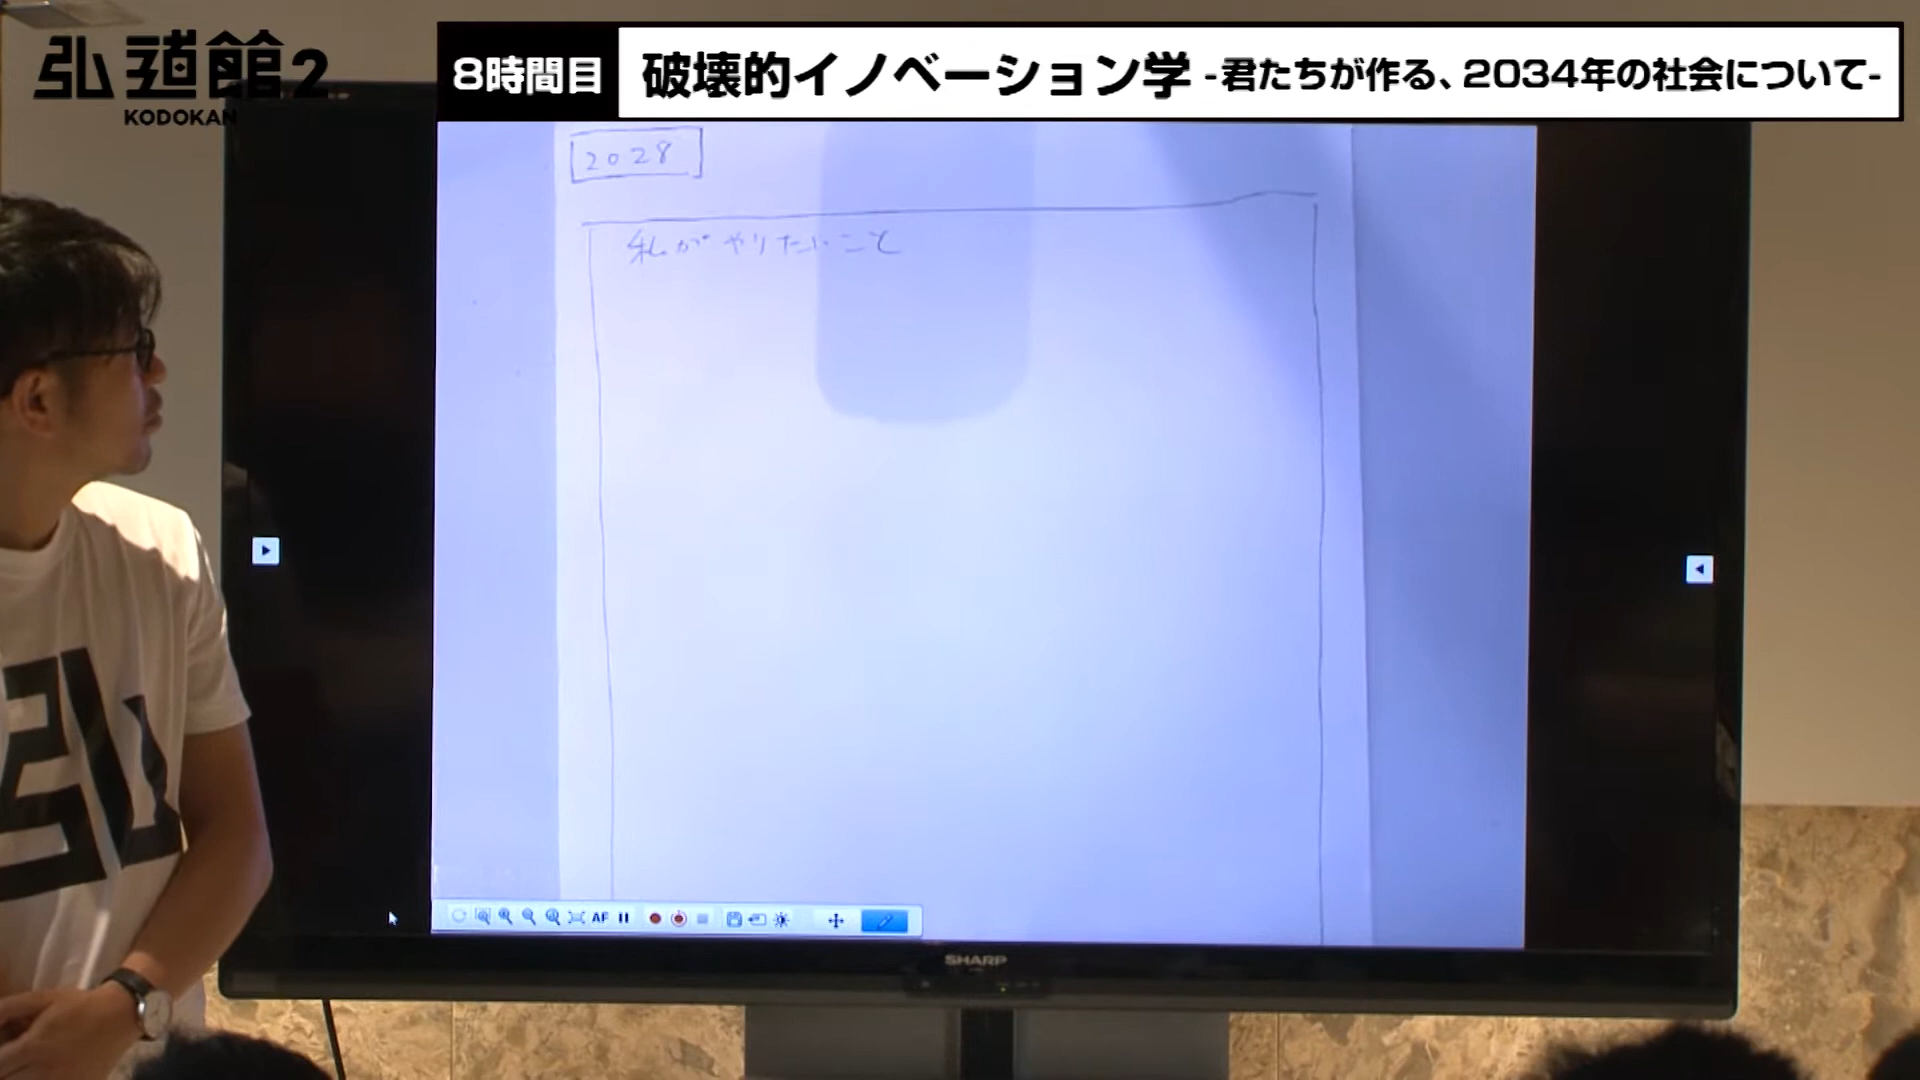 弘道館2
KODOKAN
8時間目
破壊的イノベーション学 -君たちが作る、2034年の社会について-
2028
私がやりたいこと
AF
SHARP
弘